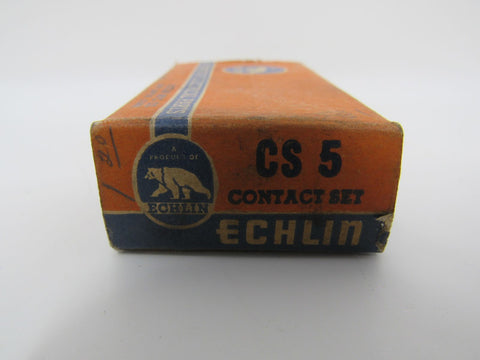 A
PRODUCT OF
ECHLIN
CS 5
CONTACT SET
ECHLIN